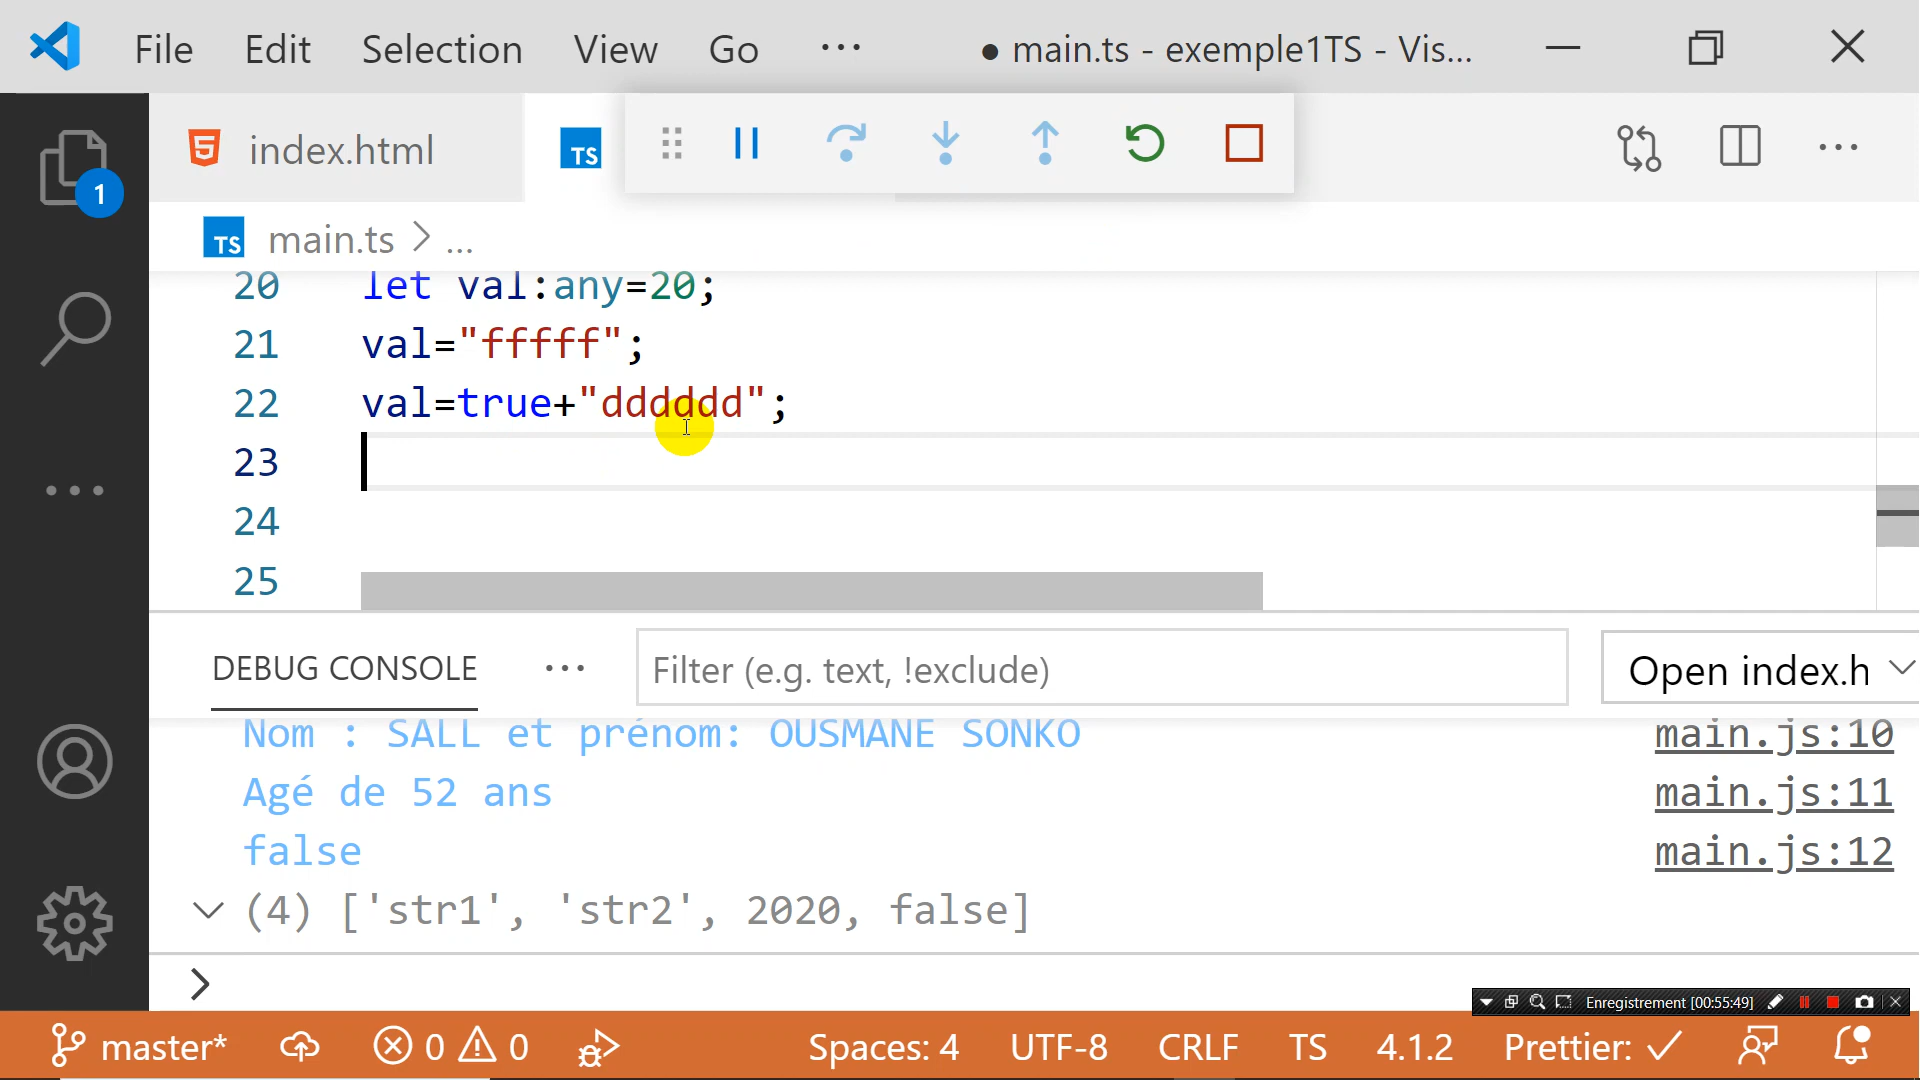 File Edit Selection View Go ··· ● main.ts - exemple1TS - Vis...
index.html TS
1
TS main.ts > ...
20 let val:any=20;
21 val="fffff";
22 val=true+"dddddd";
23
24
25
DEBUG CONSOLE ··· Filter (e.g. text, !exclude) Open index.h
Nom : SALL et prénom: OUSMANE SONKO main.js:10
Agé de 52 ans main.js:11
false main.js:12
(4) ['str1', 'str2', 2020, false]
>
Enregistrement [00:55:49]
master* 0 0 Spaces: 4 UTF-8 CRLF TS 4.1.2 Prettier: ✓